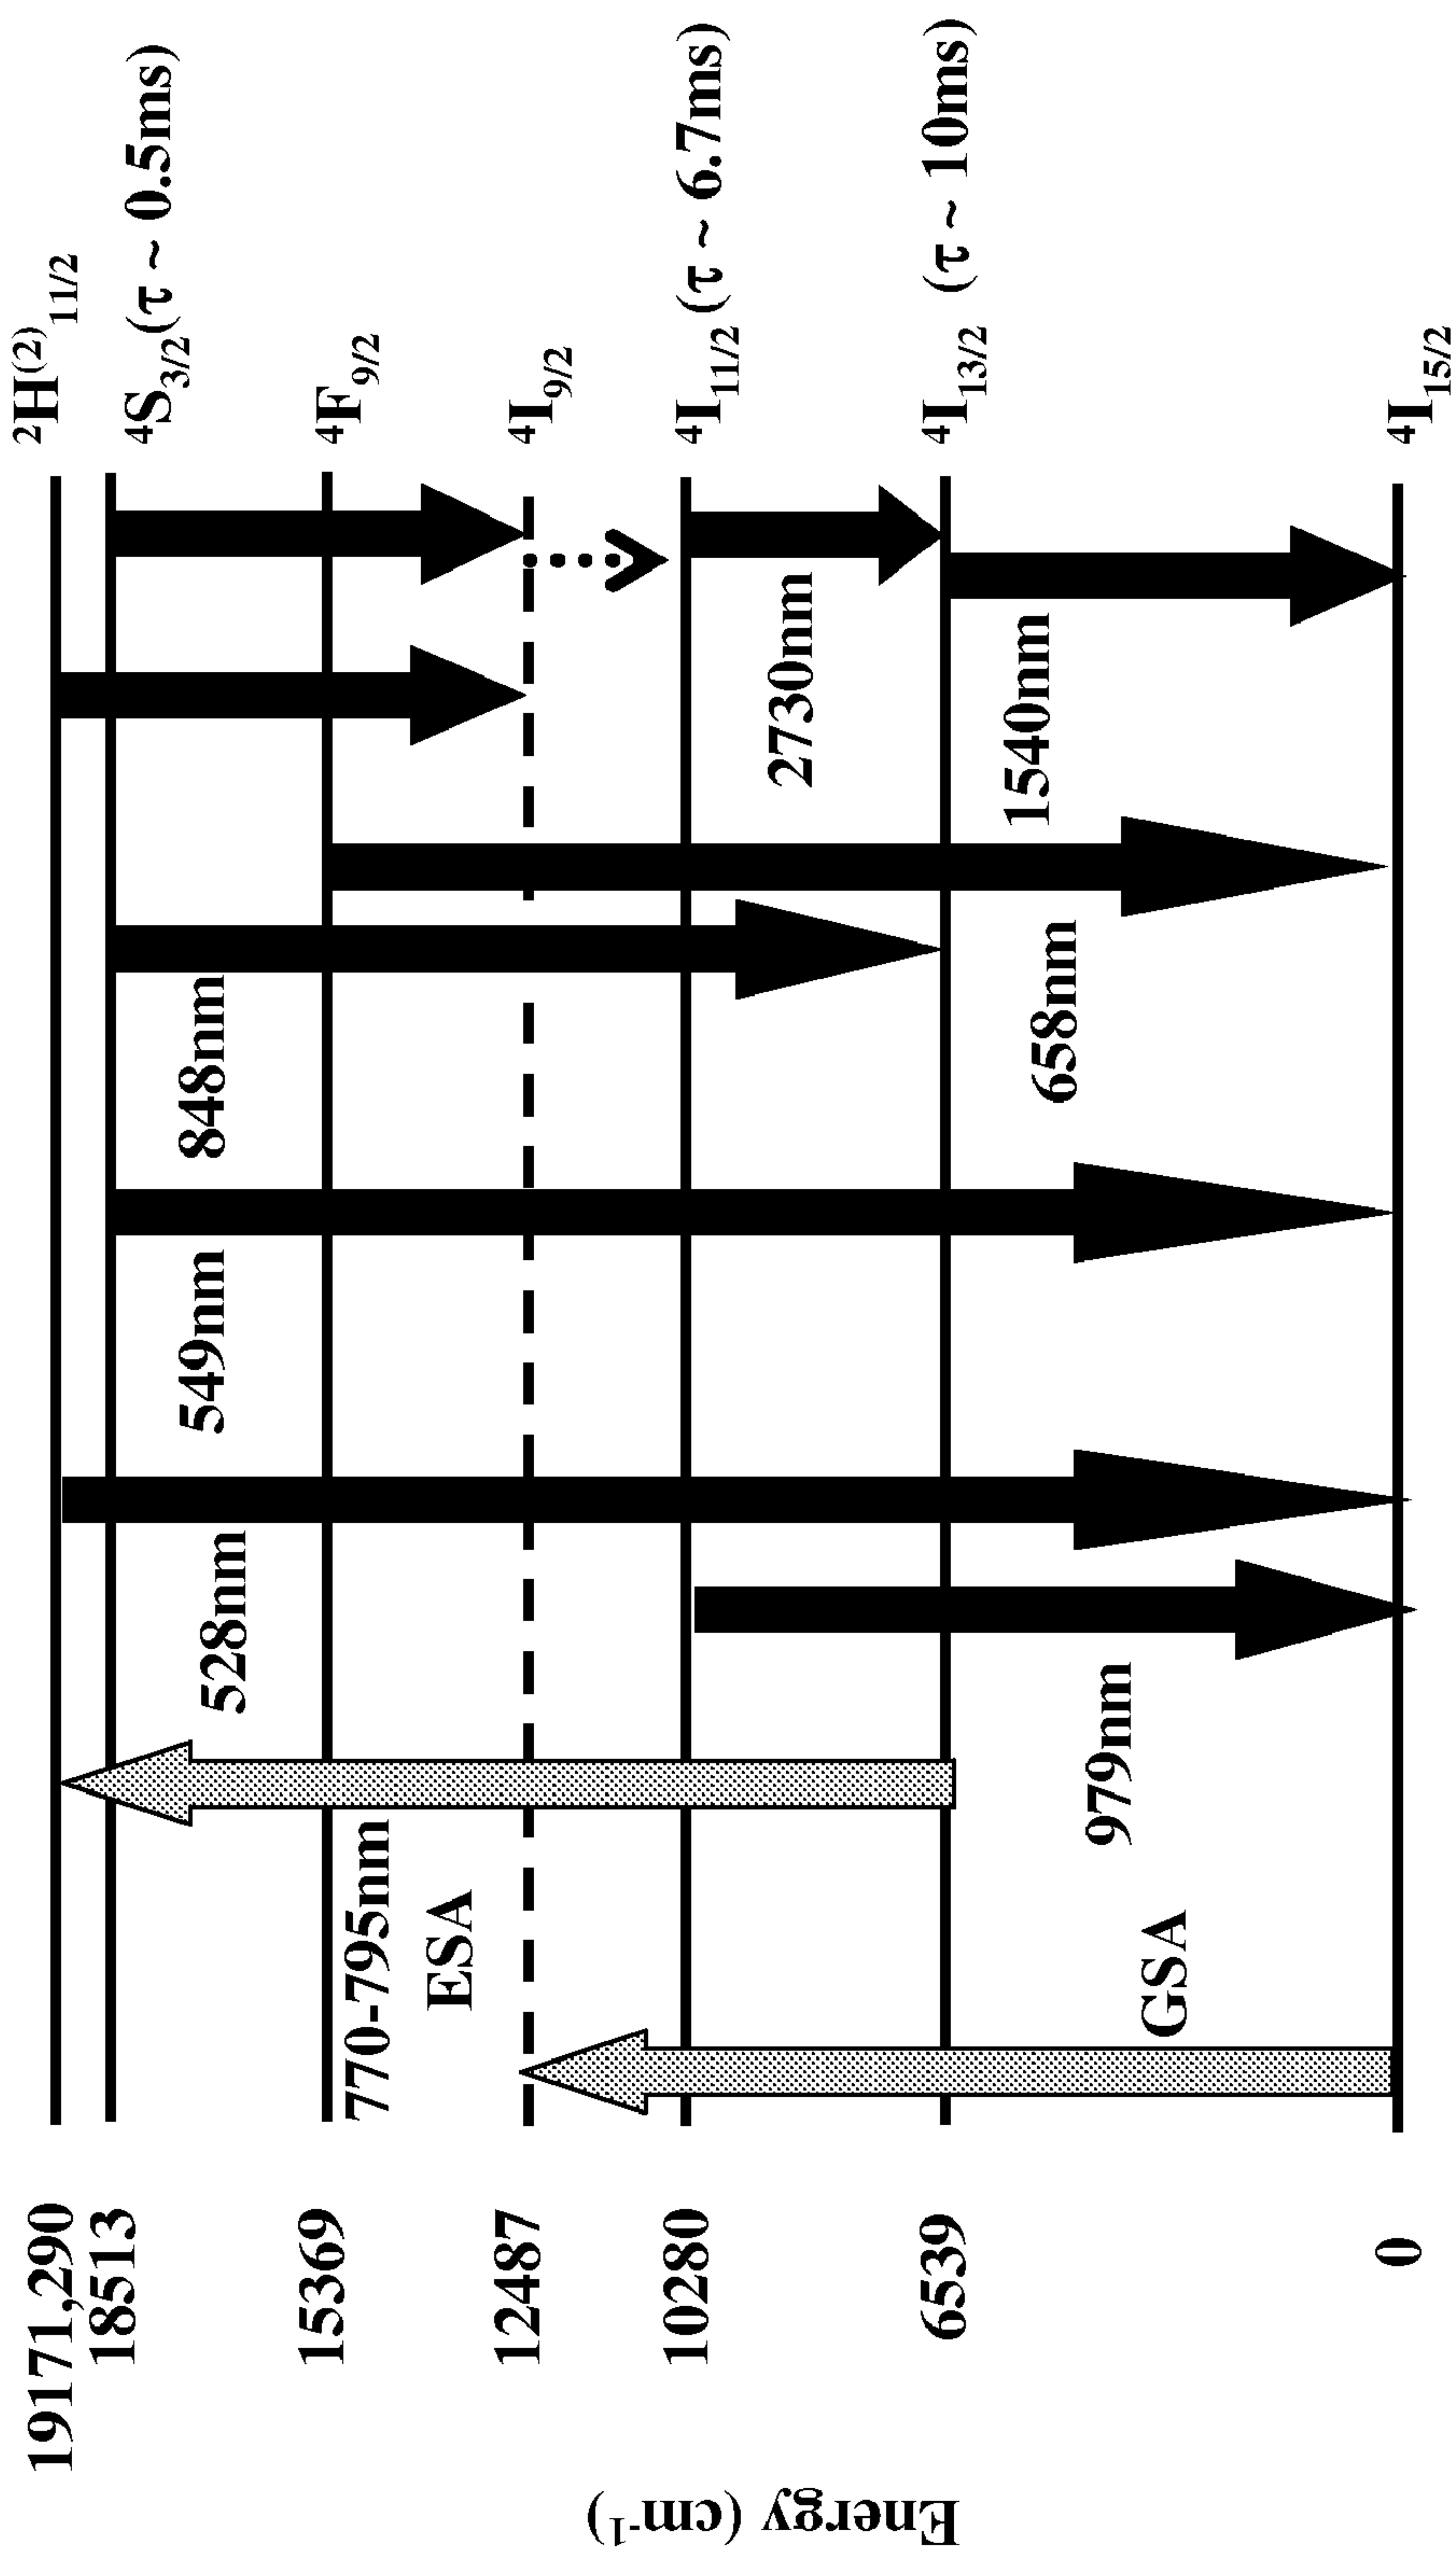 19171,290
²H⁽²⁾₁₁/₂
18513
⁴S₃/₂(τ ~ 0.5ms)
528nm
549nm
848nm
15369
⁴F₉/₂
770-795nm
ESA
12487
⁴I₉/₂
10280
⁴I₁₁/₂(τ ~ 6.7ms)
2730nm
6539
⁴I₁₃/₂ (τ ~ 10ms)
1540nm
658nm
979nm
GSA
0
⁴I₁₅/₂
Energy (cm⁻¹)